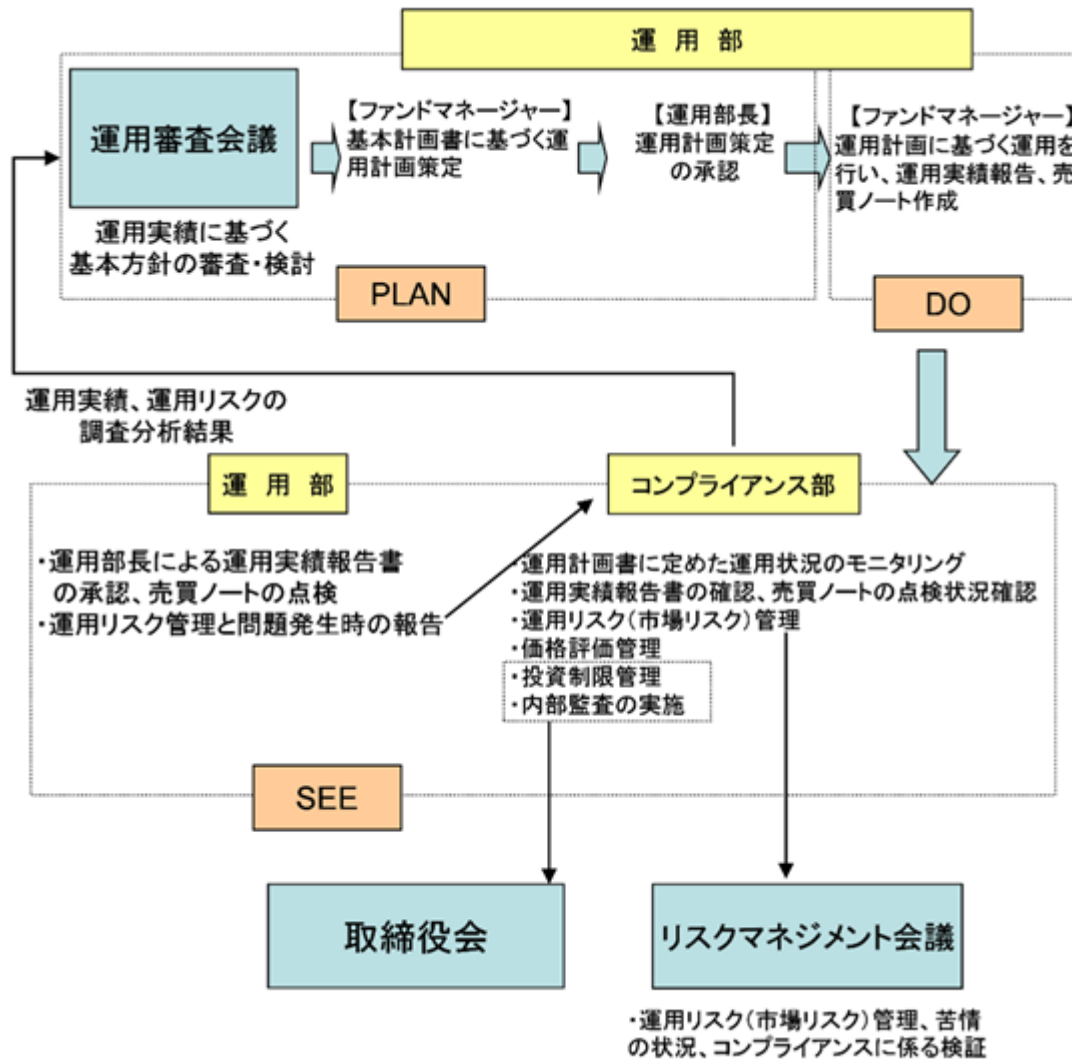 運 用 部
運用審査会議
運用実績に基づく
基本方針の審査・検討
【ファンドマネージャー】
基本計画書に基づく運
用計画策定
【運用部長】
運用計画策定
の承認
【ファンドマネージャー】
運用計画に基づく運用を
行い、運用実績報告、売
買ノート作成
PLAN
DO
運用実績、運用リスクの
調査分析結果
運 用 部
コンプライアンス部
・運用部長による運用実績報告書
の承認、売買ノートの点検
・運用リスク管理と問題発生時の報告
・運用計画書に定めた運用状況のモニタリング
・運用実績報告書の確認、売買ノートの点検状況確認
・運用リスク(市場リスク)管理
・価格評価管理
・投資制限管理
・内部監査の実施
SEE
取締役会
リスクマネジメント会議
・運用リスク(市場リスク)管理、苦情
の状況、コンプライアンスに係る検証